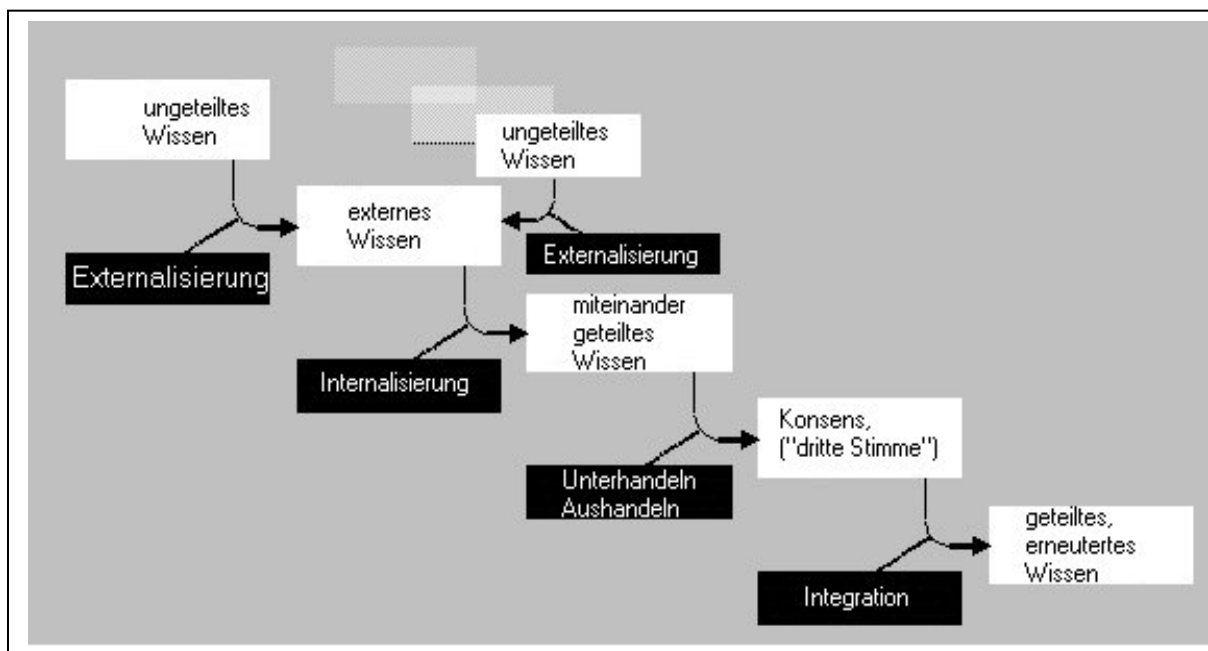 ungeteiltes
Wissen
ungeteiltes
Wissen
externes
Wissen
Externalisierung
Externalisierung
miteinander
geteiltes
Wissen
Internalisierung
Konsens,
("dritte Stimme")
Unterhandeln
Aushandeln
geteiltes,
erneutertes
Wissen
Integration